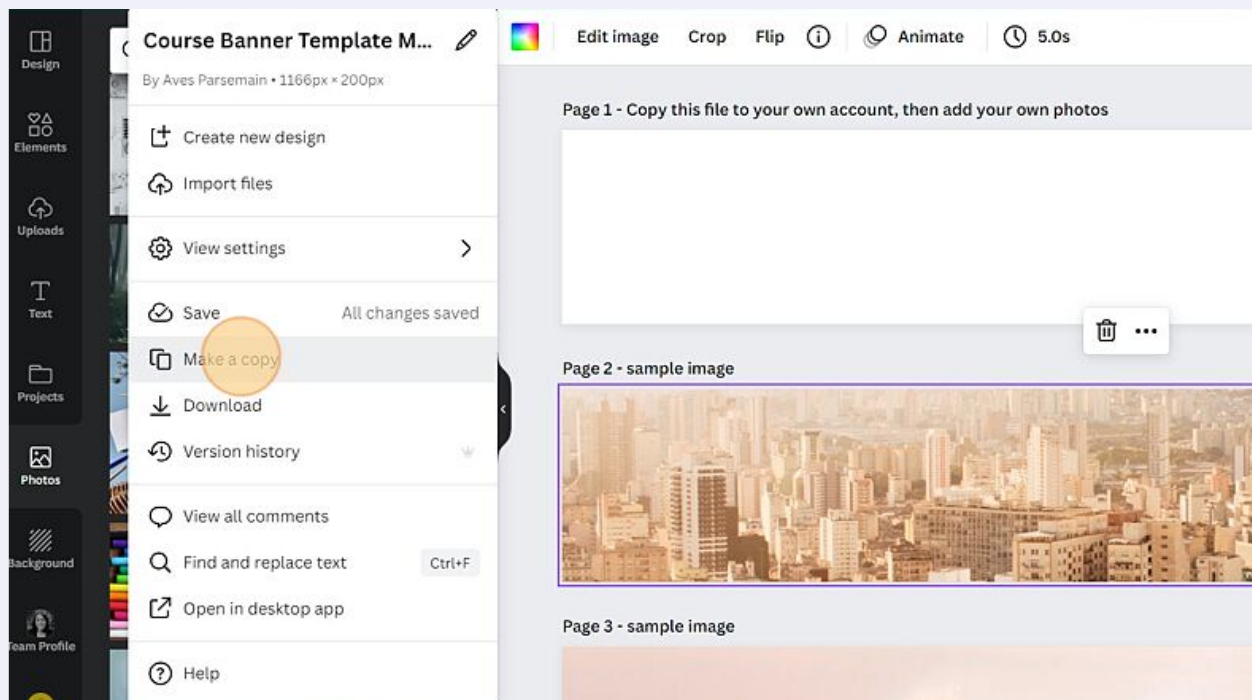 Design
Elements
Uploads
Text
Projects
Photos
Background
Team Profile
Course Banner Template M...
By Aves Parsemain • 1166px × 200px
Create new design
Import files
View settings
Save All changes saved
Make a copy
Download
Version history
View all comments
Find and replace text Ctrl+F
Open in desktop app
Help
Edit image Crop Flip Animate 5.0s
Page 1 - Copy this file to your own account, then add your own photos
Page 2 - sample image
Page 3 - sample image